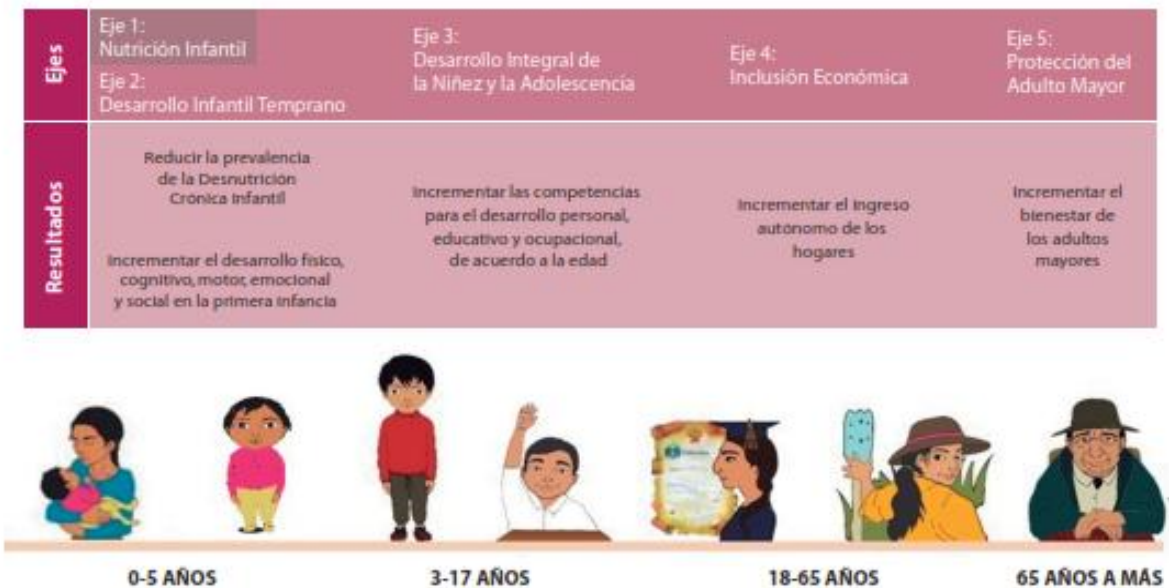 Ejes
Eje 1:
Nutrición Infantil
Eje 2:
Desarrollo Infantil Temprano
Eje 3:
Desarrollo Integral de
la Niñez y la Adolescencia
Eje 4:
Inclusión Económica
Eje 5:
Protección del
Adulto Mayor
Resultados
Reducir la prevalencia
de la Desnutrición
Crónica Infantil
Incrementar el desarrollo físico,
cognitivo, motor, emocional
y social en la primera infancia
Incrementar las competencias
para el desarrollo personal,
educativo y ocupacional,
de acuerdo a la edad
Incrementar el ingreso
autónomo de los
hogares
Incrementar el
bienestar de
los adultos
mayores
0-5 AÑOS
3-17 AÑOS
18-65 AÑOS
65 AÑOS A MÁS